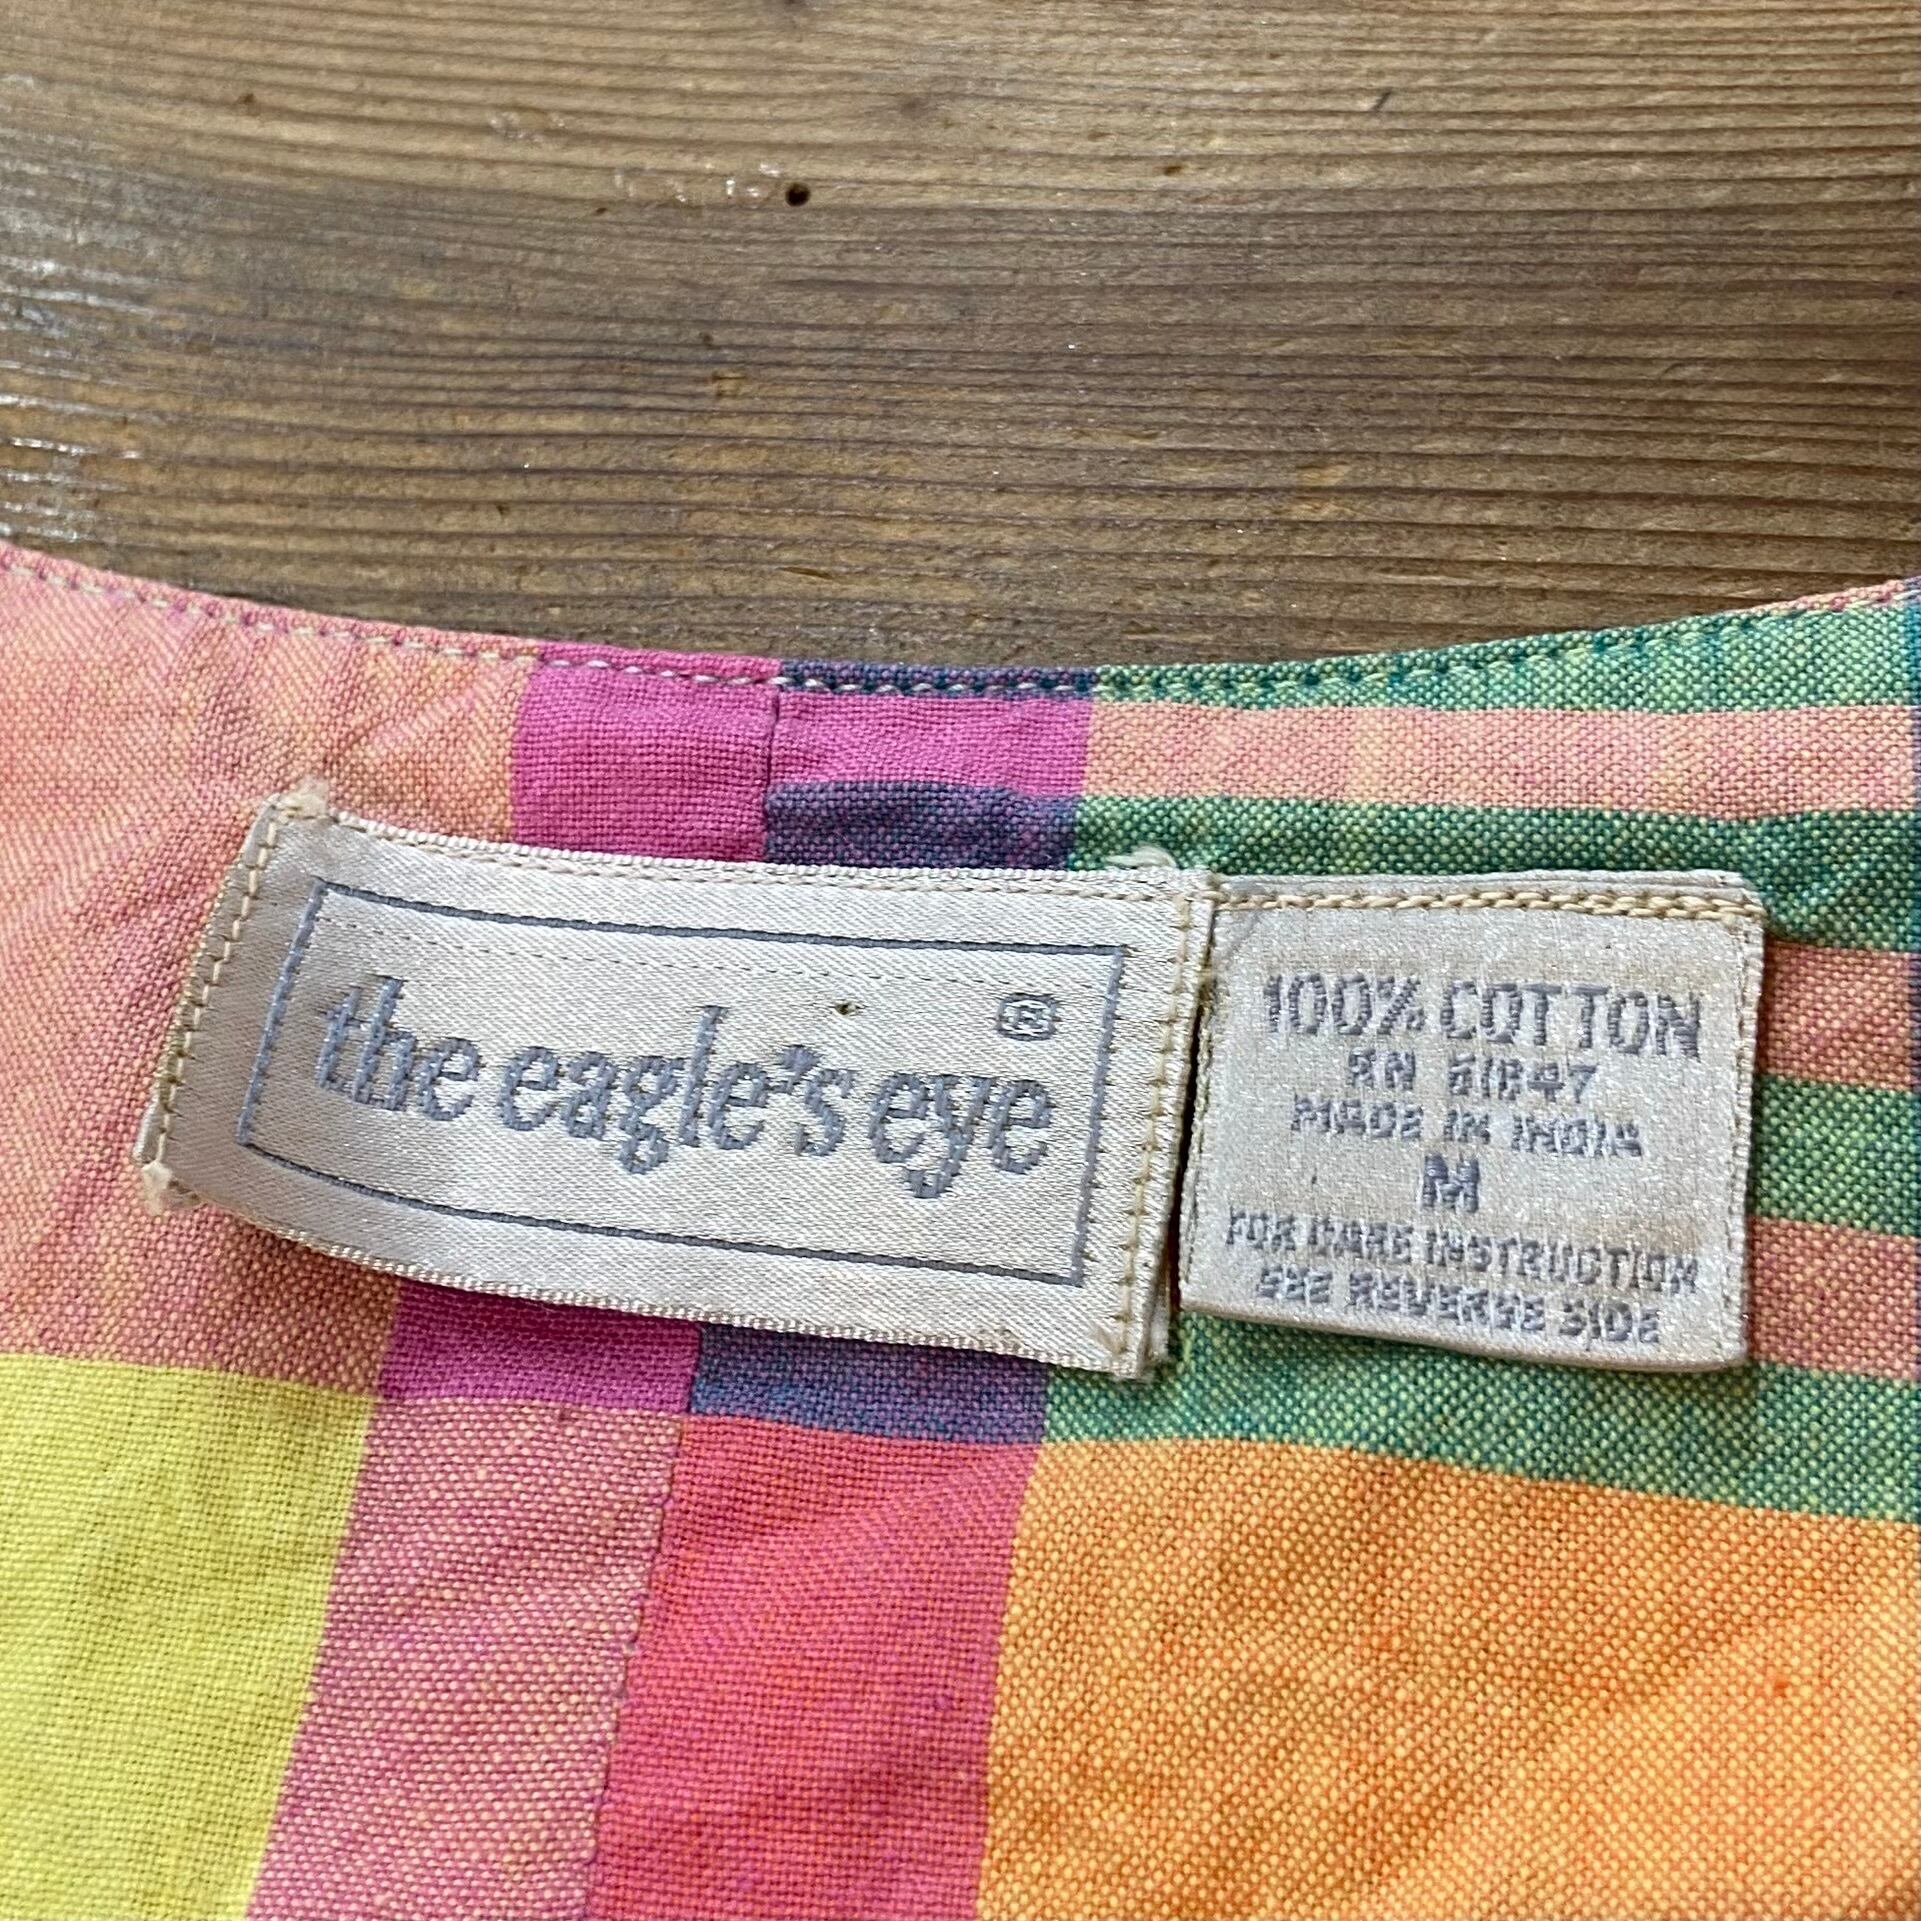 the eagle's eye ®
100% COTTON
RN 51847
MADE IN INDIA
M
FOR CARE INSTRUCTION
SEE REVERSE SIDE